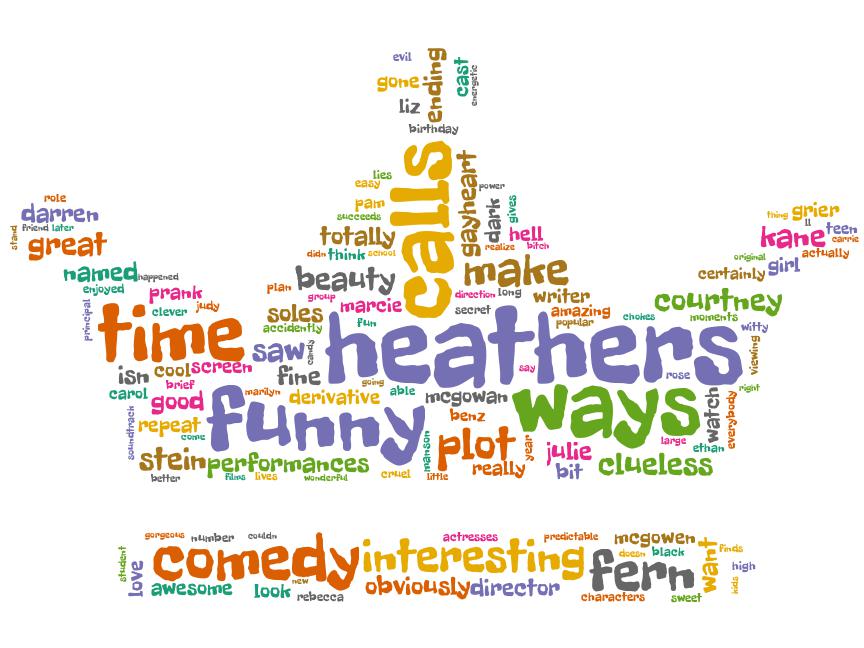 evil
gone
ending
cast
energetic
liz
birthday
calls
lies
easy
pam
succeeds
gayheart
power
dark
gives
hell
realize
bitch
totally
didn
think
school
role
darren
friend later
stand
great
thing
grier
ll
teen
kane
carrie
actually
original
girl
certainly
named
happened
enjoyed
prank
principal
clever
judy
plan
beauty
group
marcie
make
direction
long
writer
secret
amazing
popular
courtney
chokes
moments
witty
soles
accidently
fun
time
saw
candy
heathers
viewing
isn
cool
screen
fine
say
rose
brief
going
carol
good
marilyn
derivative
able
mcgowan
ways
right
watch
everybody
soundtrack
repeat
come
funny
benz
plot
year
manson
julie
large
ethan
stein
performances
really
bit
clueless
better
films
lives
wonderful
cruel
little
gorgeous
number
couldn
actresses
predictable
mcgowen
student
comedy
interesting
doesn
black
want
finds
fern
love
awesome
look
new
rebecca
obviously
director
characters
sweet
kids
high